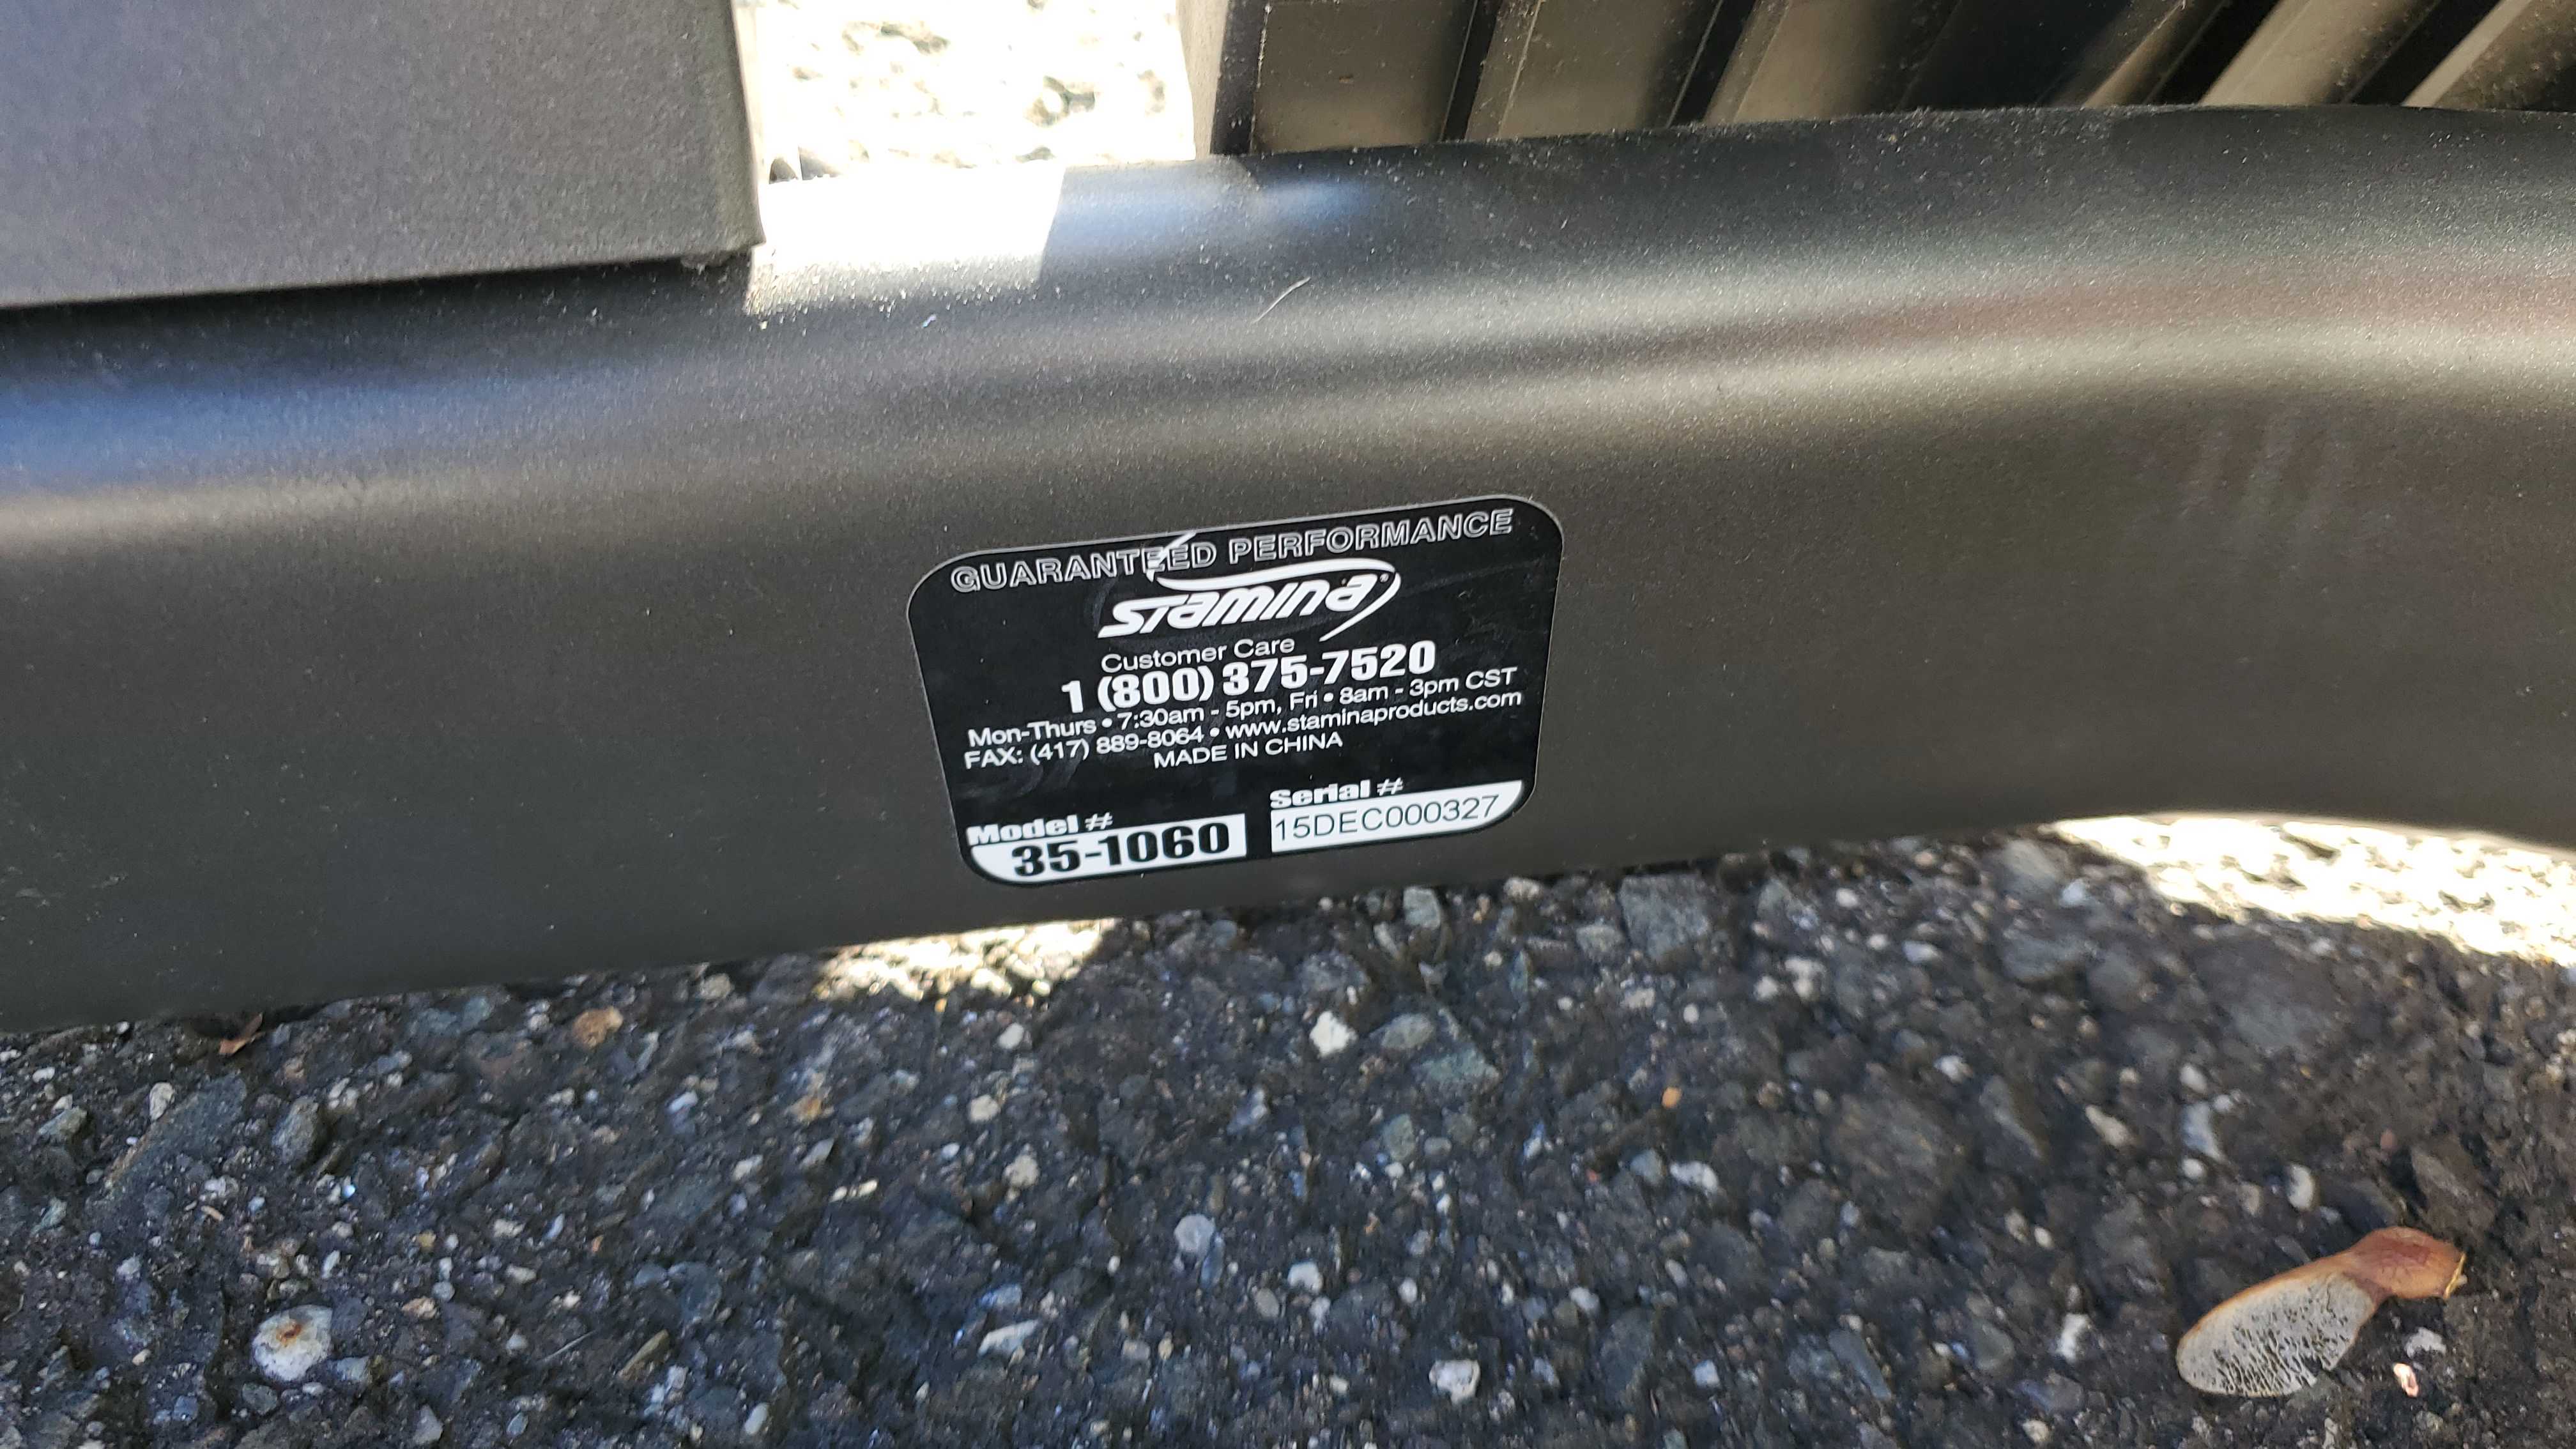 GUARANTEED PERFORMANCE
STAMINA®
Customer Care
1 (800) 375-7520
Mon-Thurs • 7:30am - 5pm, Fri • 8am - 3pm CST
FAX: (417) 889-8064 • www.staminaproducts.com
MADE IN CHINA
Model # Serial #
35-1060 15DEC000327